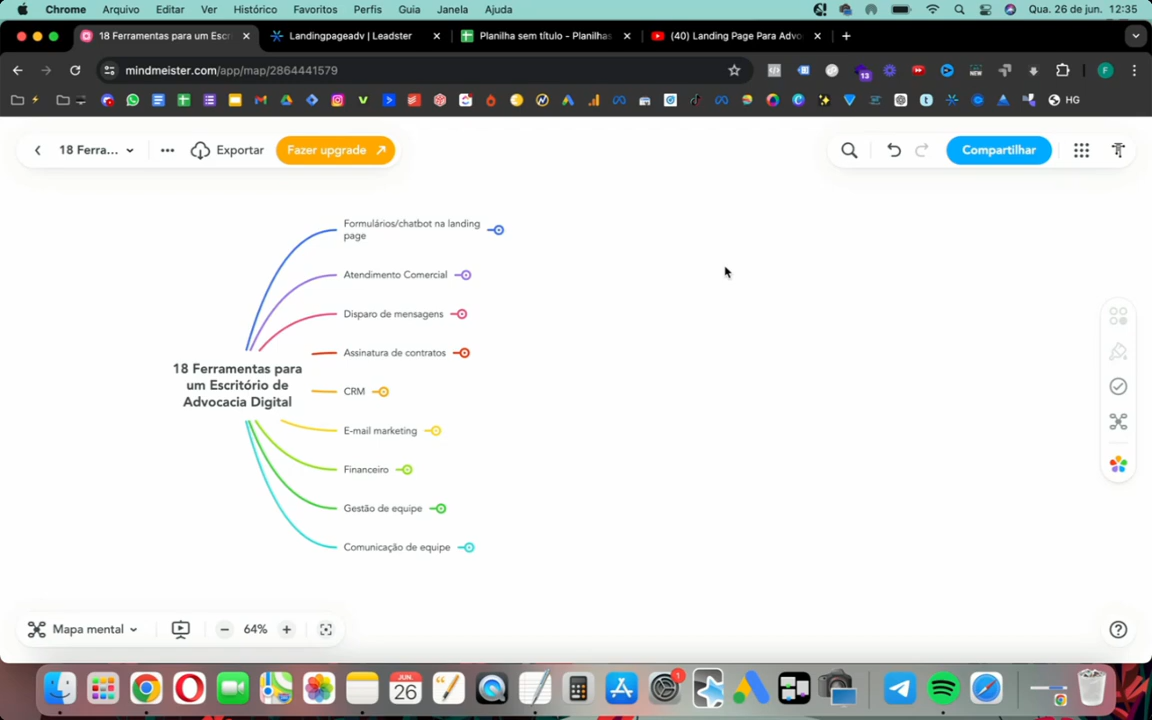 Chrome Arquivo Editar Ver Histórico Favoritos Perfis Guia Janela Ajuda Qua. 26 de jun. 12:35
18 Ferramentas para um Escri Landingpageadv | Leadster Planilha sem título - Planilhas (40) Landing Page Para Advo
mindmeister.com/app/map/2864441579
13 NEW F
HG
18 Ferra... Exportar Fazer upgrade Compartilhar
Formulários/chatbot na landing
page
Atendimento Comercial
Disparo de mensagens
Assinatura de contratos
18 Ferramentas para
um Escritório de
Advocacia Digital
CRM
E-mail marketing
Financeiro
Gestão de equipe
Comunicação de equipe
Mapa mental 64%
JUN.
26
1